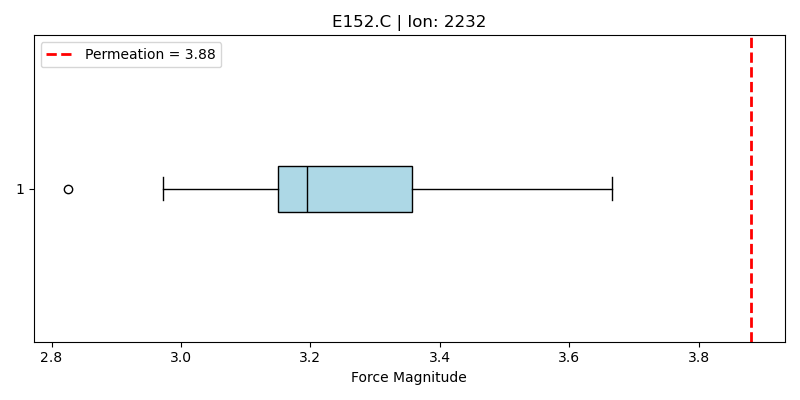 E152.C | Ion: 2232
Permeation = 3.88
1
2.8 3.0 3.2 3.4 3.6 3.8
Force Magnitude